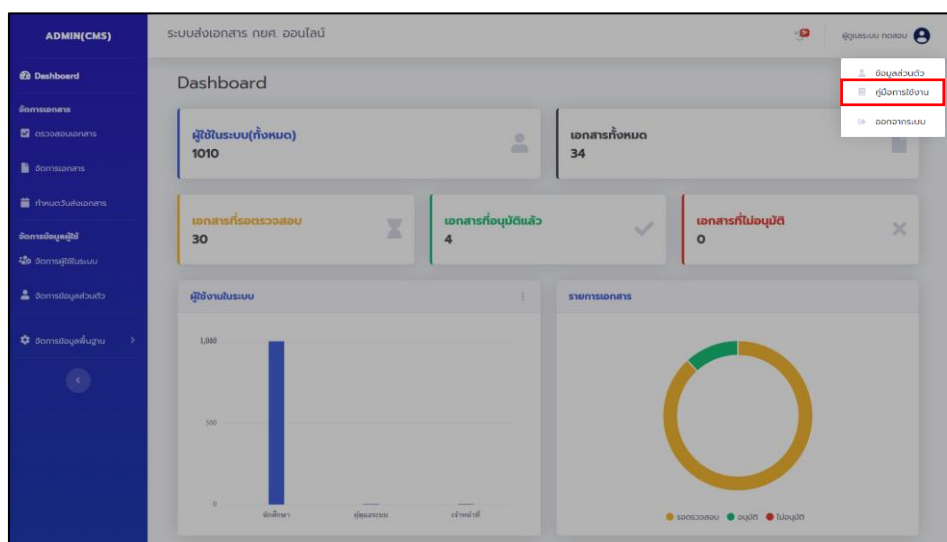 ADMIN(CMS)
ระบบส่งเอกสาร กยศ. ออนไลน์
ผู้ดูแลระบบ ทดสอบ
ข้อมูลส่วนตัว
คู่มือการใช้งาน
ออกจากระบบ
Dashboard
จัดการเอกสาร
ตรวจสอบเอกสาร
จัดการเอกสาร
กำหนดวันส่งเอกสาร
จัดการข้อมูลผู้ใช้
จัดการผู้ใช้ในระบบ
จัดการข้อมูลส่วนตัว
จัดการข้อมูลพื้นฐาน
Dashboard
ผู้ใช้ในระบบ(ทั้งหมด)
1010
เอกสารทั้งหมด
34
เอกสารที่รอตรวจสอบ
30
เอกสารที่อนุมัติแล้ว
4
เอกสารที่ไม่อนุมัติ
0
ผู้ใช้งานในระบบ
500
0
นักศึกษา
ผู้ดูแลระบบ
เจ้าหน้าที่
รายการเอกสาร
รอตรวจสอบ
อนุมัติ
ไม่อนุมัติ